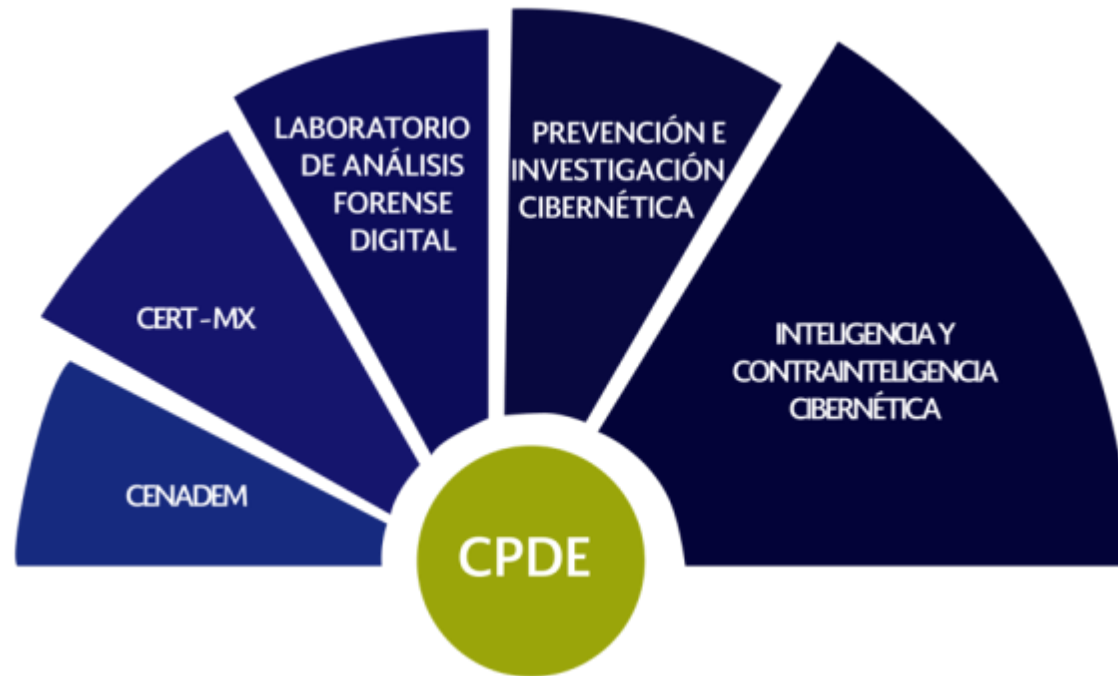 LABORATORIO
DE ANÁLISIS
FORENSE
DIGITAL
PREVENCIÓN E
INVESTIGACIÓN
CIBERNÉTICA
CERT-MX
INTELIGENCIA Y
CONTRAINTELIGENCIA
CIBERNÉTICA
CENADEM
CPDE